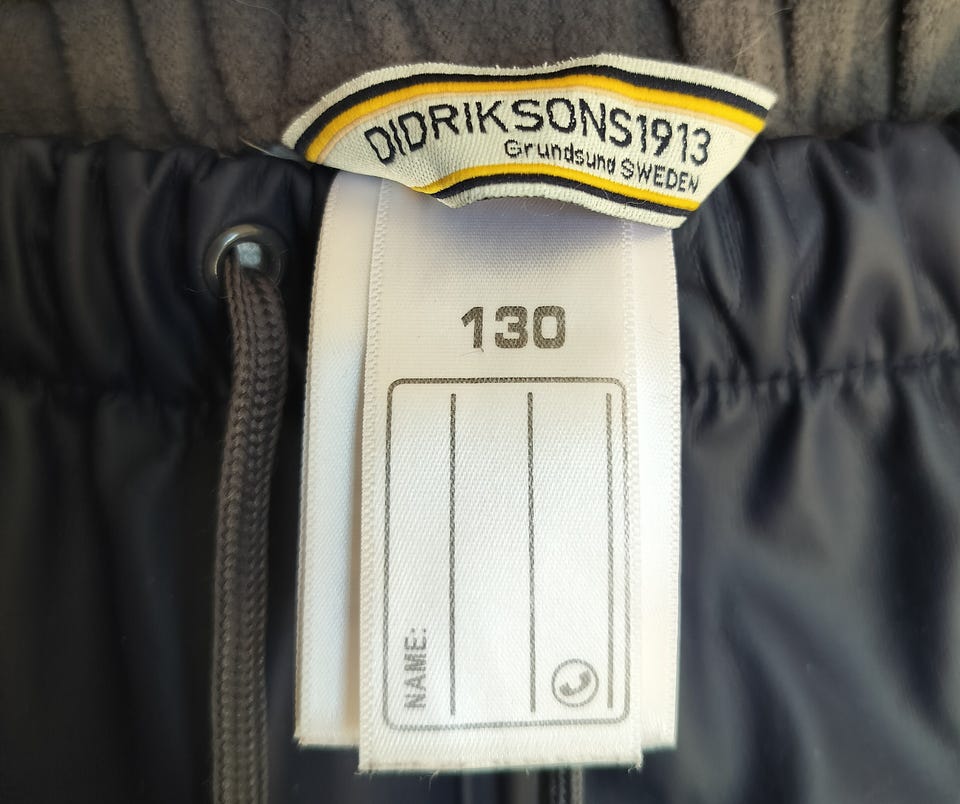 DIDRIKSONS1913
Grundsund SWEDEN
130
NAME: